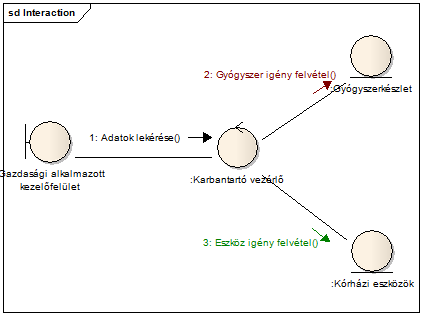 sd Interaction
2: Gyógyszer igény felvétel()
:Gyógyszerkészlet
1: Adatok lekérése()
Gazdasági alkalmazott
kezelőfelület
:Karbantartó vezérlő
3: Eszköz igény felvétel()
:Kórházi eszközök